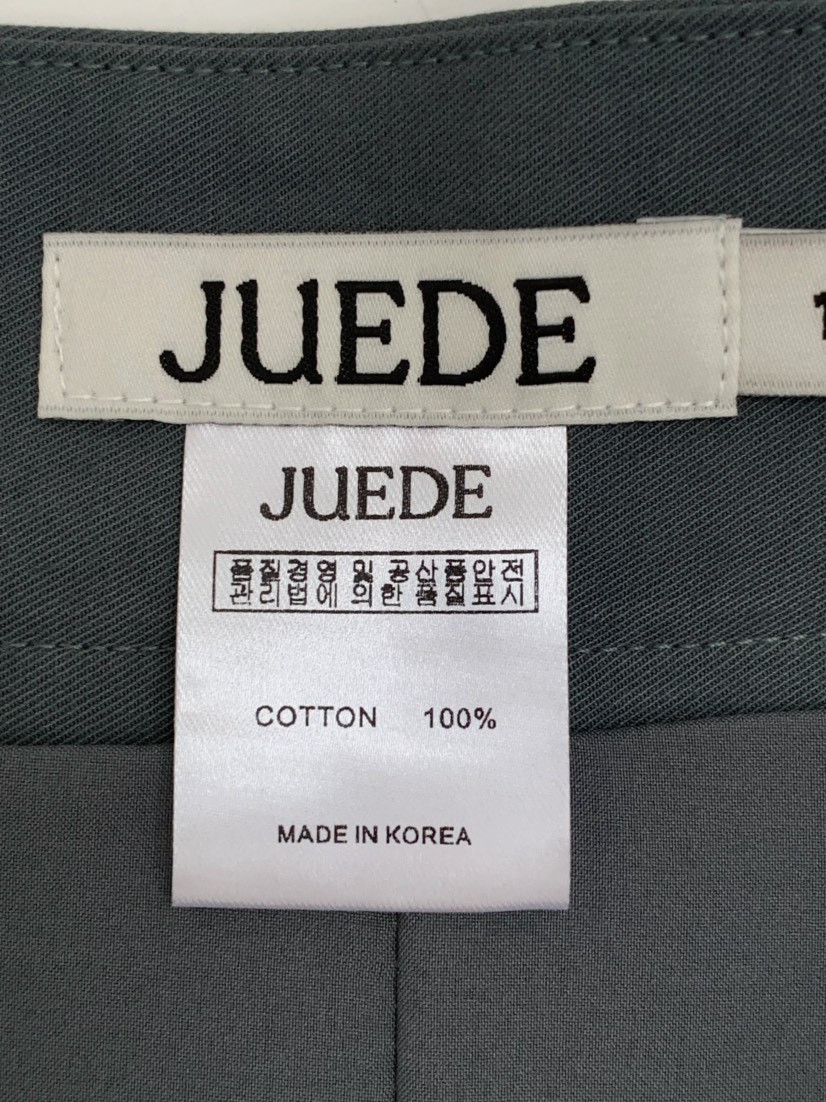 JUEDE
JUEDE
품질경영 및 공산품안전
관리법에 의한 품질표시
COTTON 100%
MADE IN KOREA